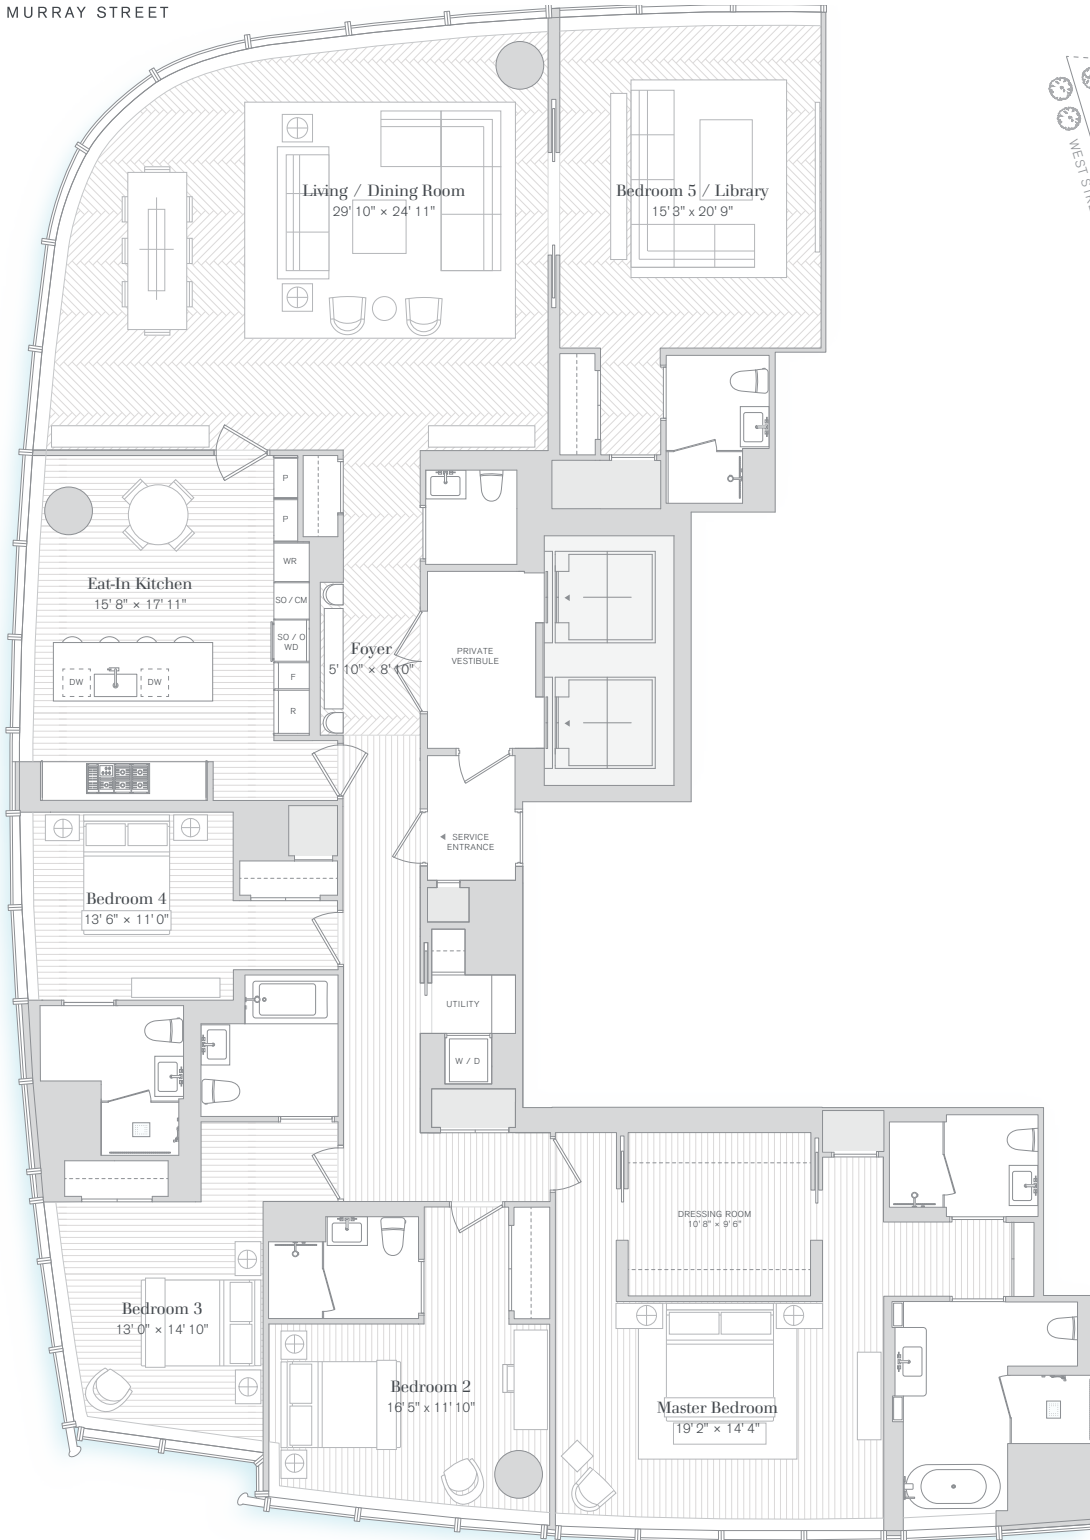 MURRAY STREET
WEST STRE
Living / Dining Room
29' 10" × 24' 11"
Bedroom 5 / Library
15' 3" x 20' 9"
P
P
WR
SO / CM
SO / O
WD
F
R
Eat-In Kitchen
15' 8" × 17' 11"
DW
DW
Foyer
5' 10" × 8' 10"
PRIVATE
VESTIBULE
SERVICE
ENTRANCE
Bedroom 4
13' 6" × 11' 0"
UTILITY
W / D
DRESSING ROOM
10' 8" × 9' 6"
Bedroom 3
13' 0" × 14' 10"
Bedroom 2
16' 5" x 11' 10"
Master Bedroom
19' 2" × 14' 4"